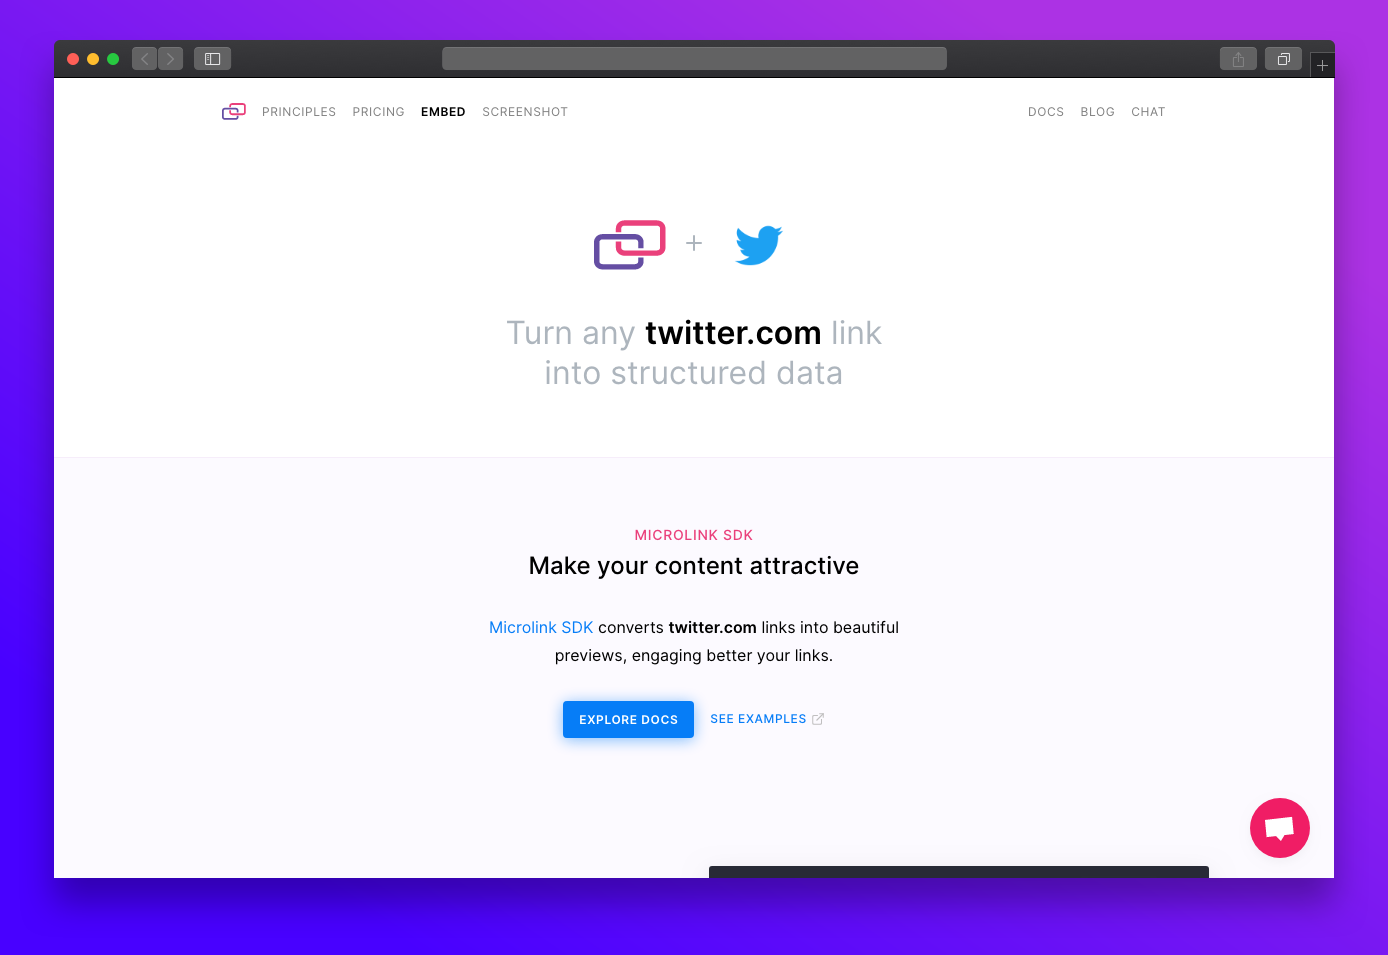 PRINCIPLES PRICING EMBED SCREENSHOT DOCS BLOG CHAT
Turn any twitter.com link
into structured data
MICROLINK SDK
Make your content attractive
Microlink SDK converts twitter.com links into beautiful
previews, engaging better your links.
EXPLORE DOCS SEE EXAMPLES